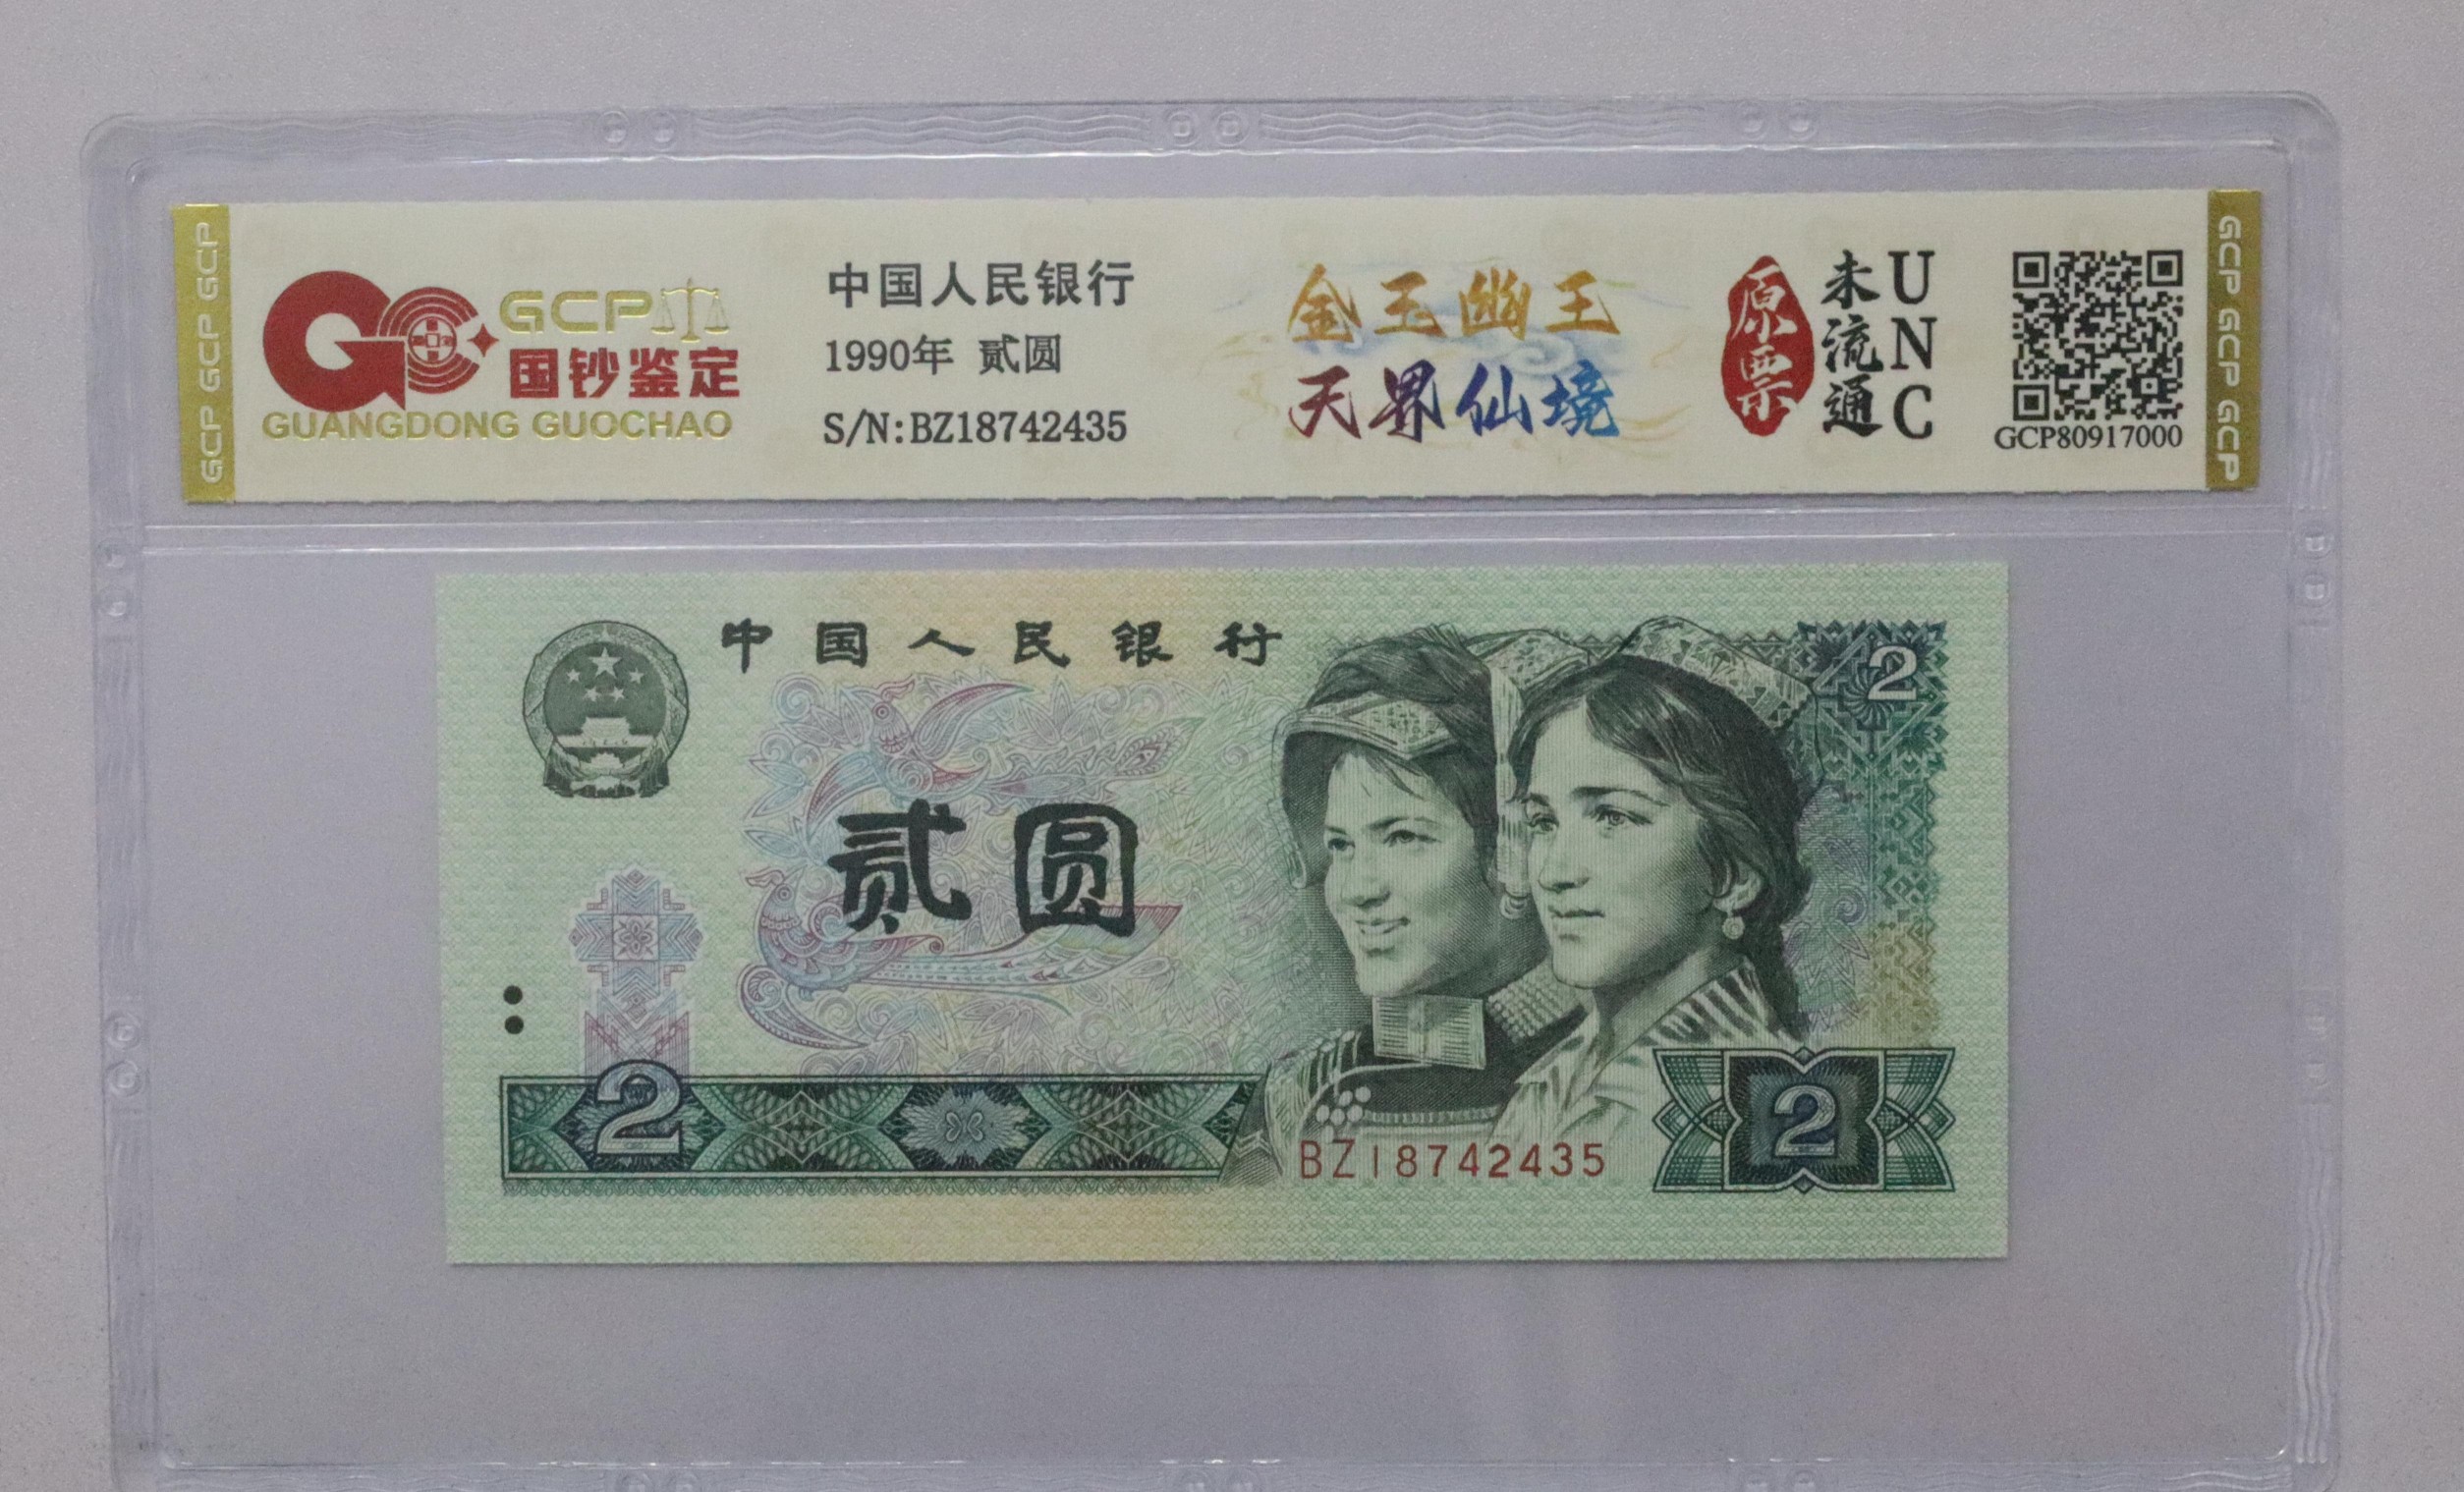 GCP GCP GCP
GCP
国钞鉴定
GUANGDONG GUOCHAO
中国人民银行
1990年 贰圆
S/N:BZ18742435
金玉幽王
天界仙境
原票
未流通
UNC
GCP80917000
GCP GCP GCP
中国人民银行
2
贰圆
2
BZ18742435
2